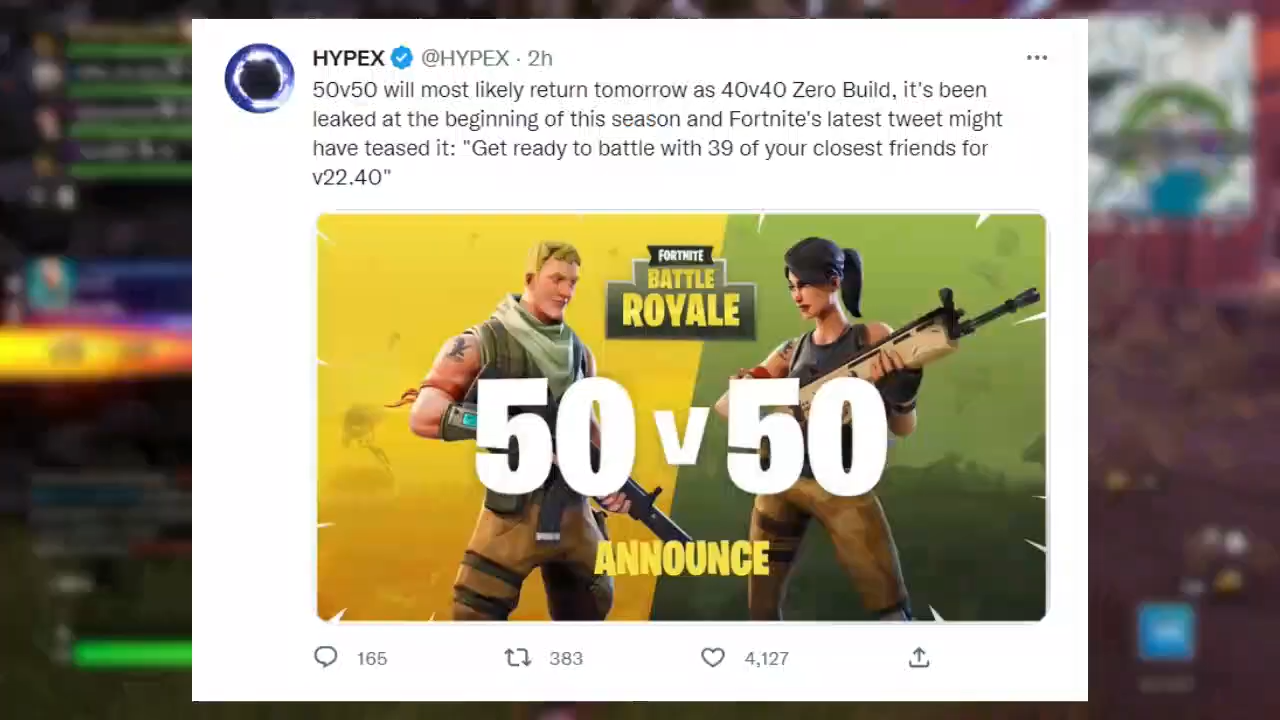 HYPEX @HYPEX · 2h
50v50 will most likely return tomorrow as 40v40 Zero Build, it's been
leaked at the beginning of this season and Fortnite's latest tweet might
have teased it: "Get ready to battle with 39 of your closest friends for
v22.40"
FORTNITE
BATTLE
ROYALE
50 v 50
ANNOUNCE
165 383 4,127